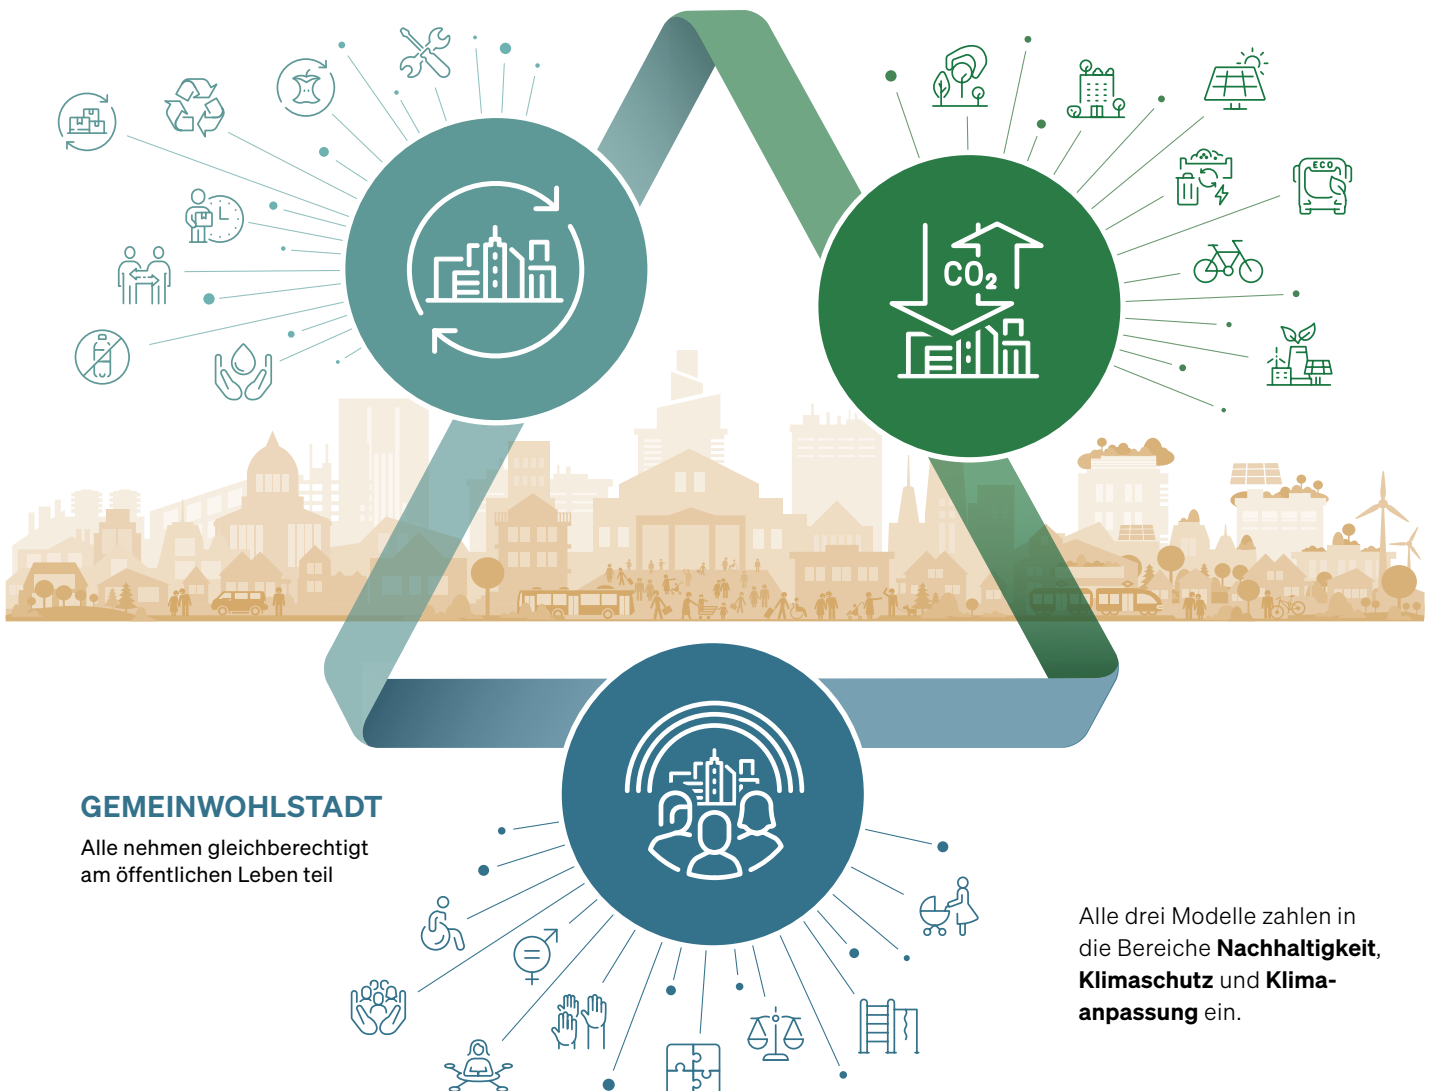 ECO
CO₂
GEMEINWOHLSTADT
Alle nehmen gleichberechtigt
am öffentlichen Leben teil
Alle drei Modelle zahlen in
die Bereiche Nachhaltigkeit,
Klimaschutz und Klima-
anpassung ein.